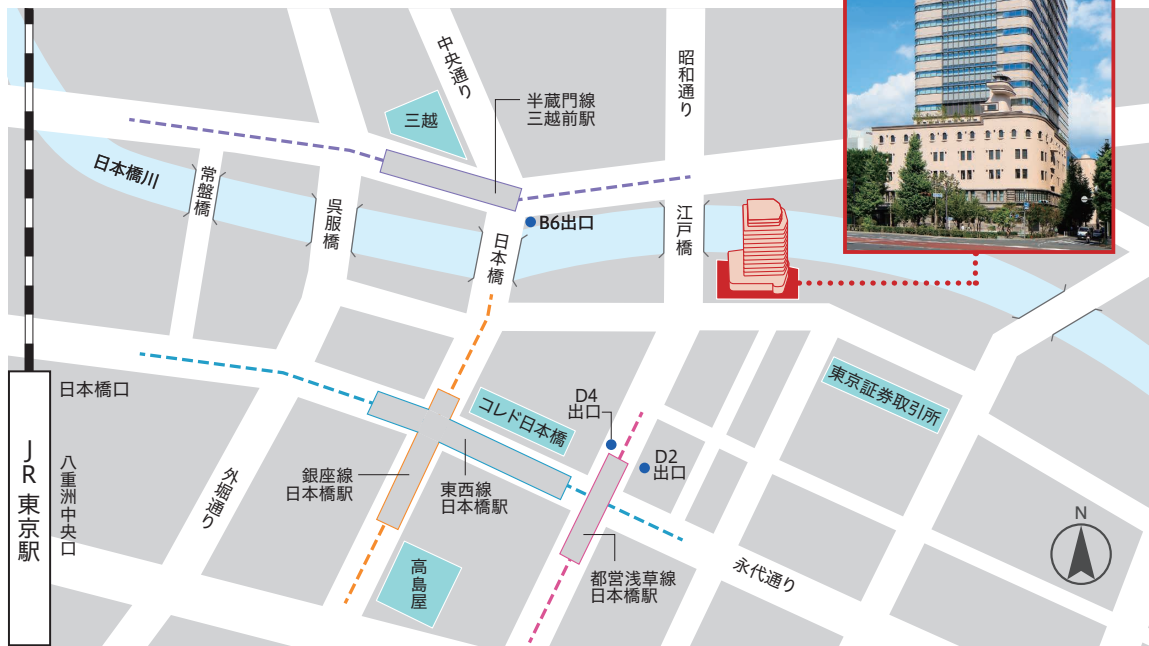 中央通り
昭和通り
半蔵門線
三越前駅
三越
日本橋川
常盤橋
呉服橋
日本橋
B6出口
江戸橋
日本橋口
JR東京駅
八重洲中央口
外堀通り
銀座線
日本橋駅
東西線
日本橋駅
コレド日本橋
D4
出口
D2
出口
東京証券取引所
高島屋
都営浅草線
日本橋駅
永代通り
N